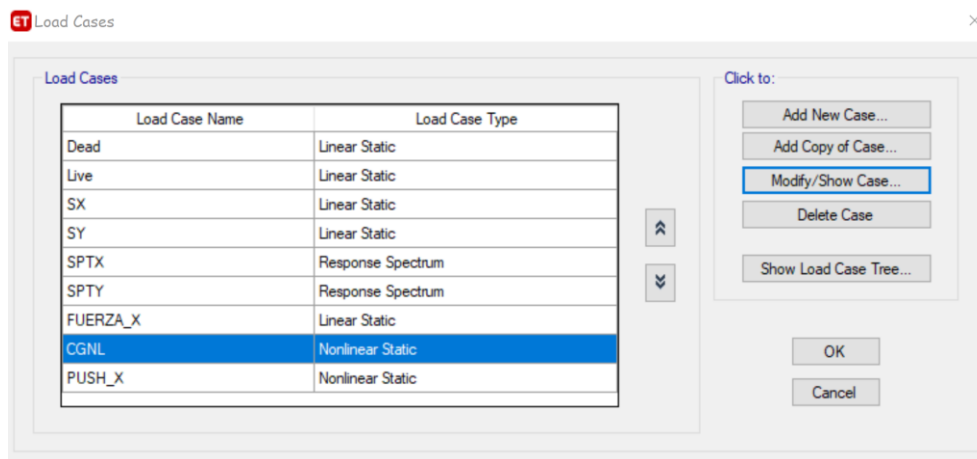 ET Load Cases
Load Cases
Load Case Name Load Case Type
Dead Linear Static
Live Linear Static
SX Linear Static
SY Linear Static
SPTX Response Spectrum
SPTY Response Spectrum
FUERZA_X Linear Static
CGNL Nonlinear Static
PUSH_X Nonlinear Static
Click to:
Add New Case...
Add Copy of Case...
Modify/Show Case...
Delete Case
Show Load Case Tree...
OK
Cancel